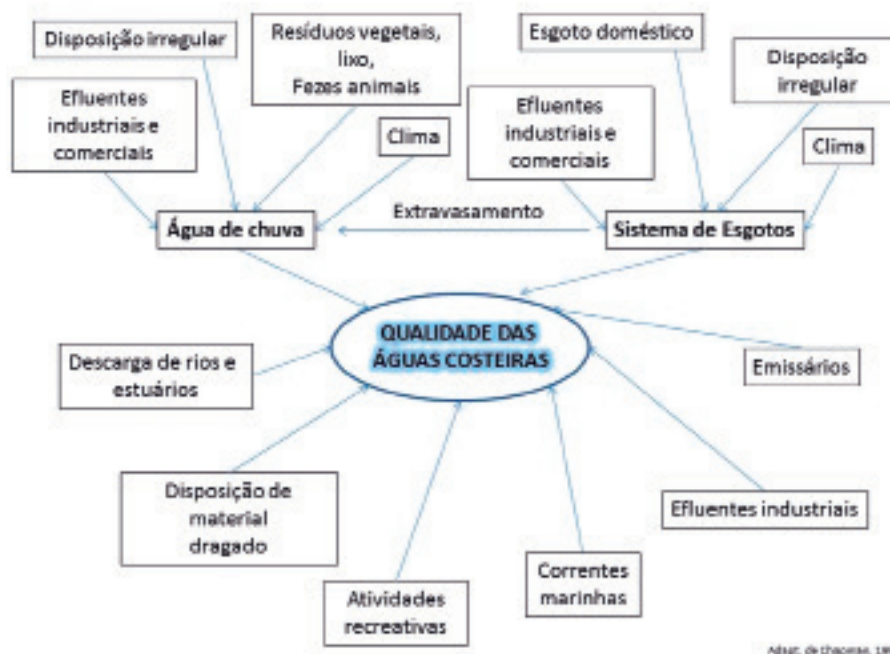 Disposição irregular
Resíduos vegetais,
lixo,
Fezes animais
Esgoto doméstico
Disposição
irregular
Efluentes
industriais e
comerciais
Clima
Efluentes
industriais e
comerciais
Clima
Água de chuva
Extravasamento
Sistema de Esgotos
QUALIDADE DAS
ÁGUAS COSTEIRAS
Descarga de rios e
estuários
Emissários
Disposição de
material
dragado
Efluentes industriais
Atividades
recreativas
Correntes
marinhas
Adapt. de